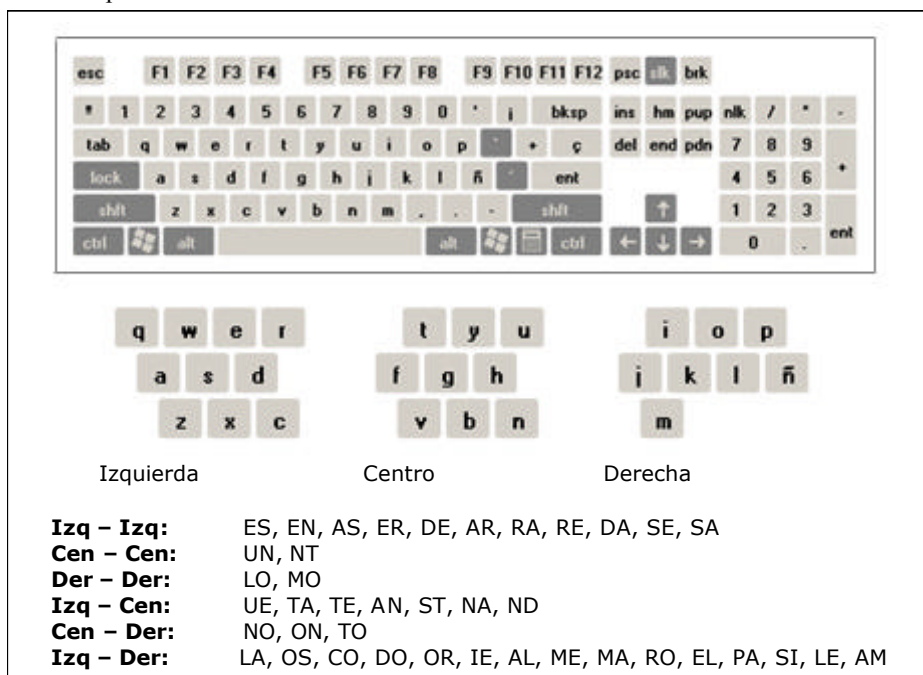 esc F1 F2 F3 F4 F5 F6 F7 F8 F9 F10 F11 F12 psc slk brk
1 2 3 4 5 6 7 8 9 0 ' ¡ bksp ins hm pup nlk / * -
tab q w e r t y u i o p ` + ç del end pdn 7 8 9
lock a s d f g h j k l ñ ´ ent 4 5 6 +
shft z x c v b n m , . - shft ↑ 1 2 3
ctrl alt alt ctrl ← ↓ → 0 . ent
q w e r t y u i o p
a s d f g h j k l ñ
z x c v b n m
Izquierda Centro Derecha
Izq – Izq: ES, EN, AS, ER, DE, AR, RA, RE, DA, SE, SA
Cen – Cen: UN, NT
Der – Der: LO, MO
Izq – Cen: UE, TA, TE, AN, ST, NA, ND
Cen – Der: NO, ON, TO
Izq – Der: LA, OS, CO, DO, OR, IE, AL, ME, MA, RO, EL, PA, SI, LE, AM